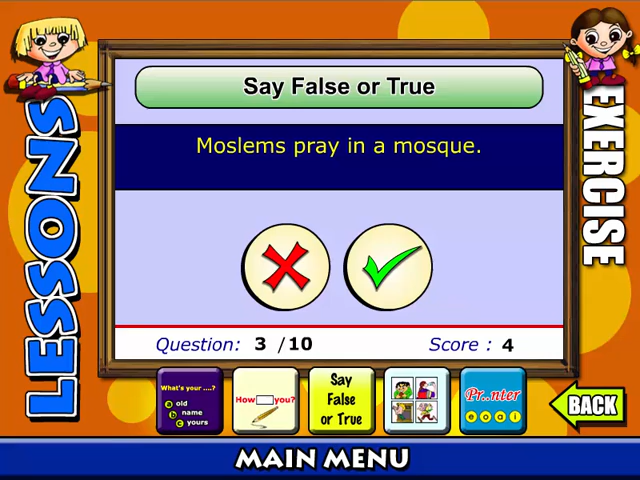 Say False or True
Moslems pray in a mosque.
LESSONS
EXERCISE
Question: 3 / 10
Score : 4
What's your ....?
a old
b name
c yours
How you?
Say
False
or True
Pr..nter
e o a i
BACK
MAIN MENU